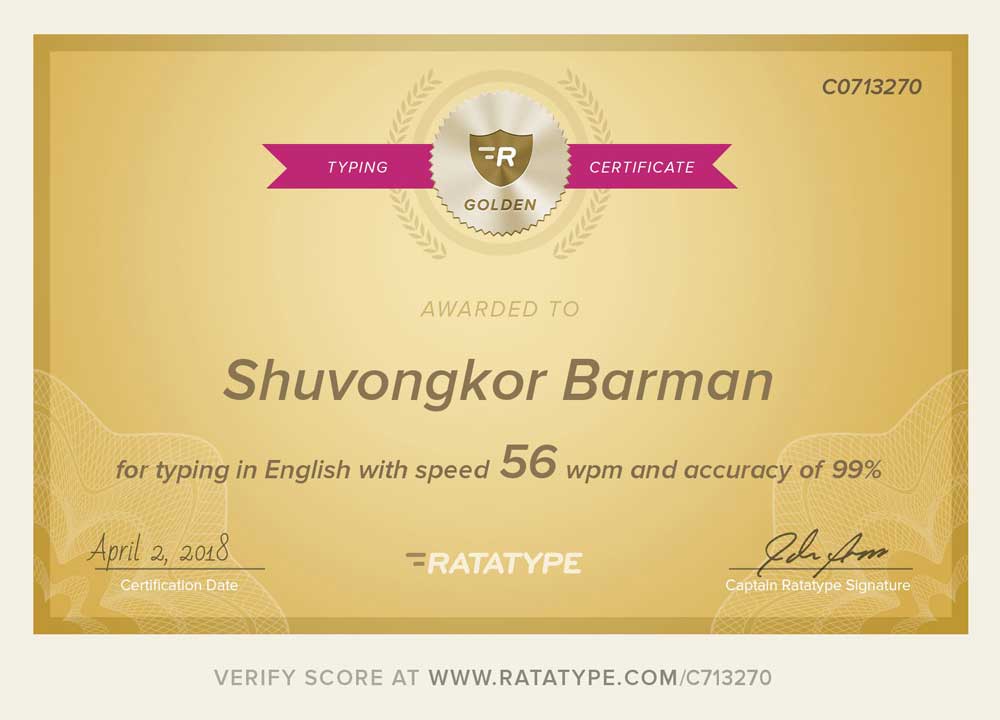 C0713270
TYPING
CERTIFICATE
R
GOLDEN
AWARDED TO
Shuvongkor Barman
for typing in English with speed 56 wpm and accuracy of 99%
April 2, 2018
RATATYPE
Certification Date
Captain Ratatype Signature
VERIFY SCORE AT WWW.RATATYPE.COM/C713270